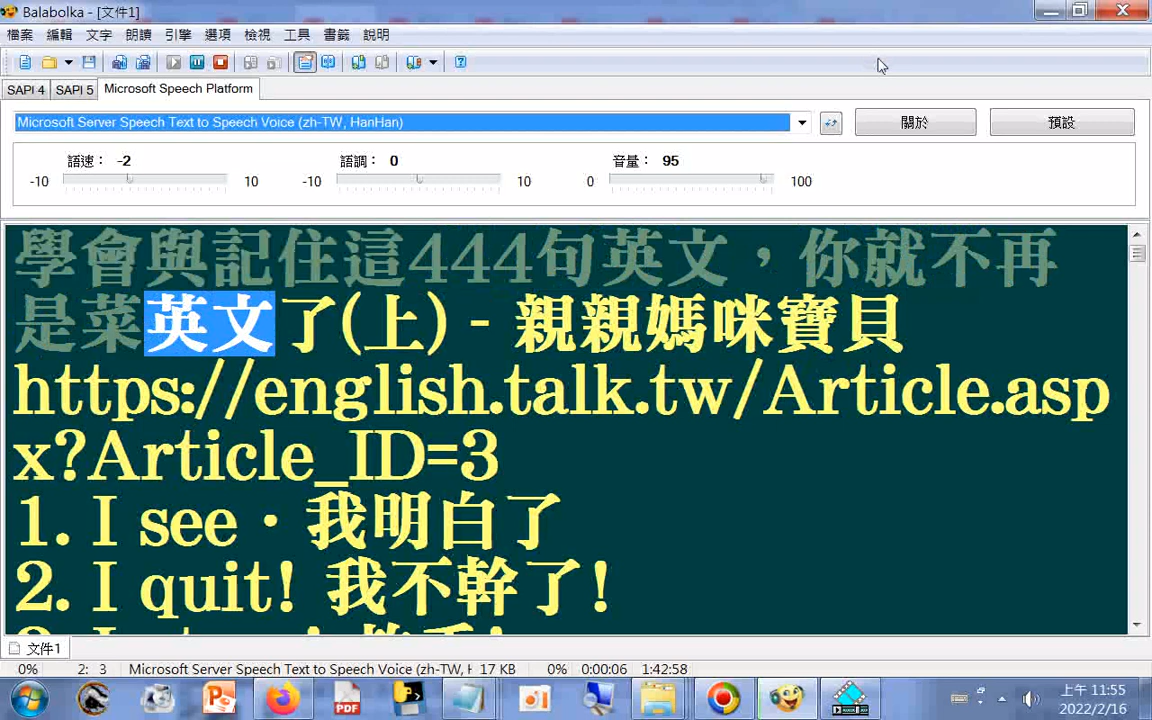 Balabolka - [文件1]
檔案 編輯 文字 朗讀 引擎 選項 檢視 工具 書籤 說明
SAPI 4 SAPI 5 Microsoft Speech Platform
Microsoft Server Speech Text to Speech Voice (zh-TW, HanHan)
關於 預設
語速： -2 語調： 0 音量： 95
-10 10 -10 10 0 100
學會與記住這444句英文，你就不再
是菜英文了(上) - 親親媽咪寶貝
https://english.talk.tw/Article.asp
x?Article_ID=3
1. I see．我明白了
2. I quit! 我不幹了!
文件1
0% 2: 3 Microsoft Server Speech Text to Speech Voice (zh-TW, H 17 KB 0% 0:00:06 1:42:58
PDF
上午 11:55
2022/2/16